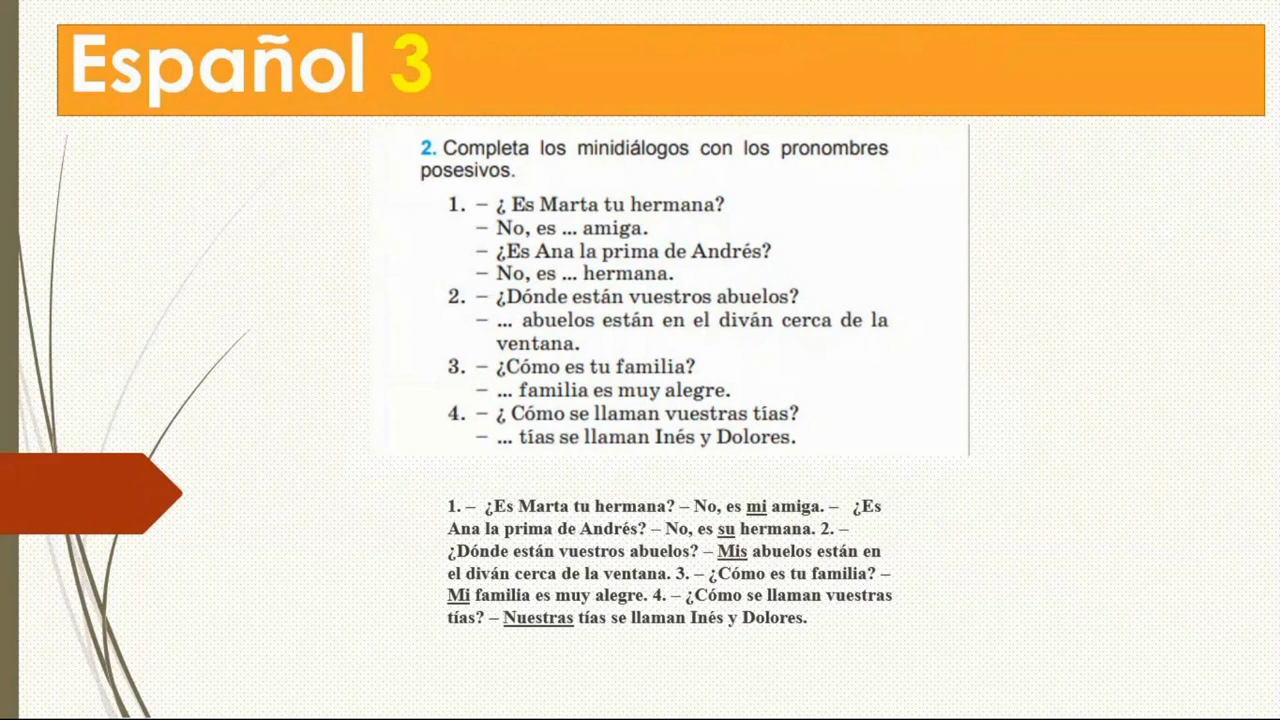 Español 3
2. Completa los minidiálogos con los pronombres
posesivos.
1. – ¿ Es Marta tu hermana?
– No, es ... amiga.
– ¿Es Ana la prima de Andrés?
– No, es ... hermana.
2. – ¿Dónde están vuestros abuelos?
– ... abuelos están en el diván cerca de la
ventana.
3. – ¿Cómo es tu familia?
– ... familia es muy alegre.
4. – ¿ Cómo se llaman vuestras tías?
– ... tías se llaman Inés y Dolores.
1. – ¿Es Marta tu hermana? – No, es mi amiga. – ¿Es
Ana la prima de Andrés? – No, es su hermana. 2. –
¿Dónde están vuestros abuelos? – Mis abuelos están en
el diván cerca de la ventana. 3. – ¿Cómo es tu familia? –
Mi familia es muy alegre. 4. – ¿Cómo se llaman vuestras
tías? – Nuestras tías se llaman Inés y Dolores.